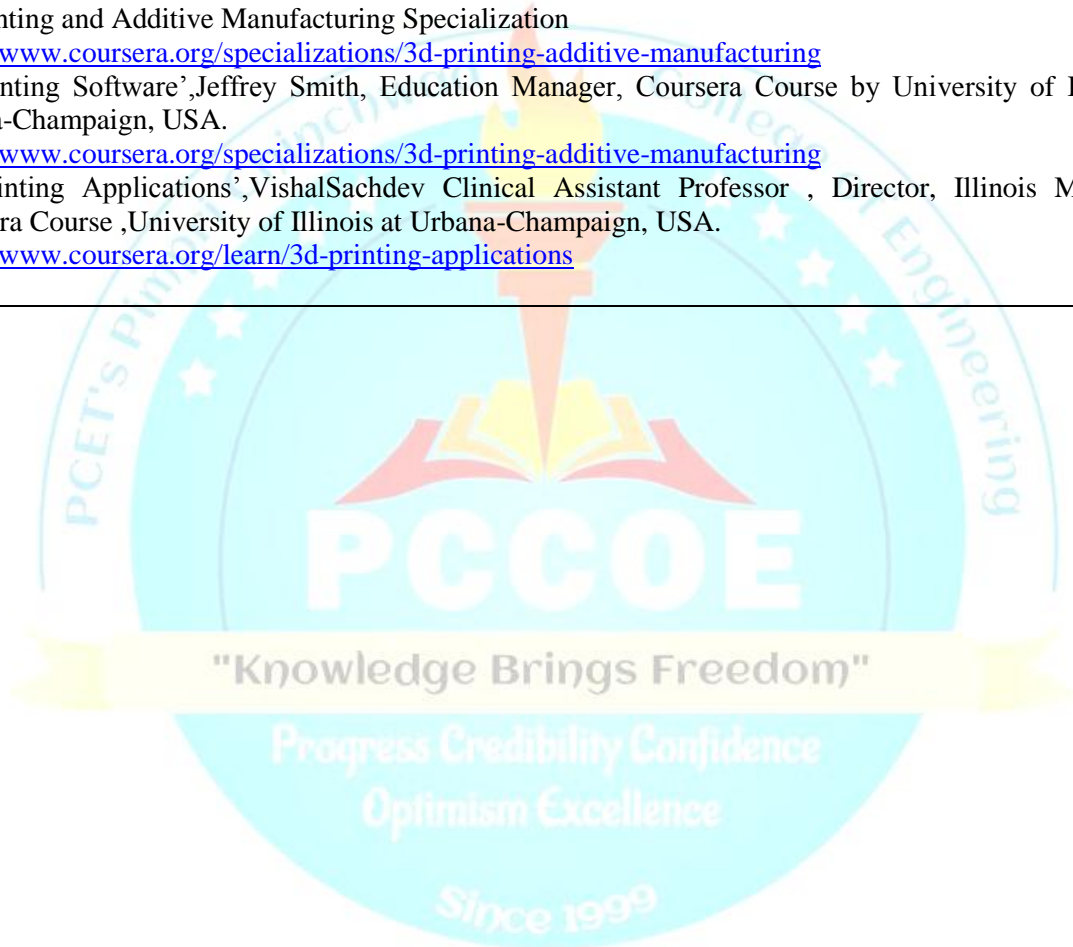 nting and Additive Manufacturing Specialization
www.coursera.org/specializations/3d-printing-additive-manufacturing
nting Software’,Jeffrey Smith, Education Manager, Coursera Course by University of I
a-Champaign, USA.
www.coursera.org/specializations/3d-printing-additive-manufacturing
inting Applications’,VishalSachdev Clinical Assistant Professor , Director, Illinois M
ra Course ,University of Illinois at Urbana-Champaign, USA.
www.coursera.org/learn/3d-printing-applications
PCET's Pimpri Chinchwad College of Engineering
PCCOE
"Knowledge Brings Freedom"
Progress Credibility Confidence
Optimism Excellence
Since 1999